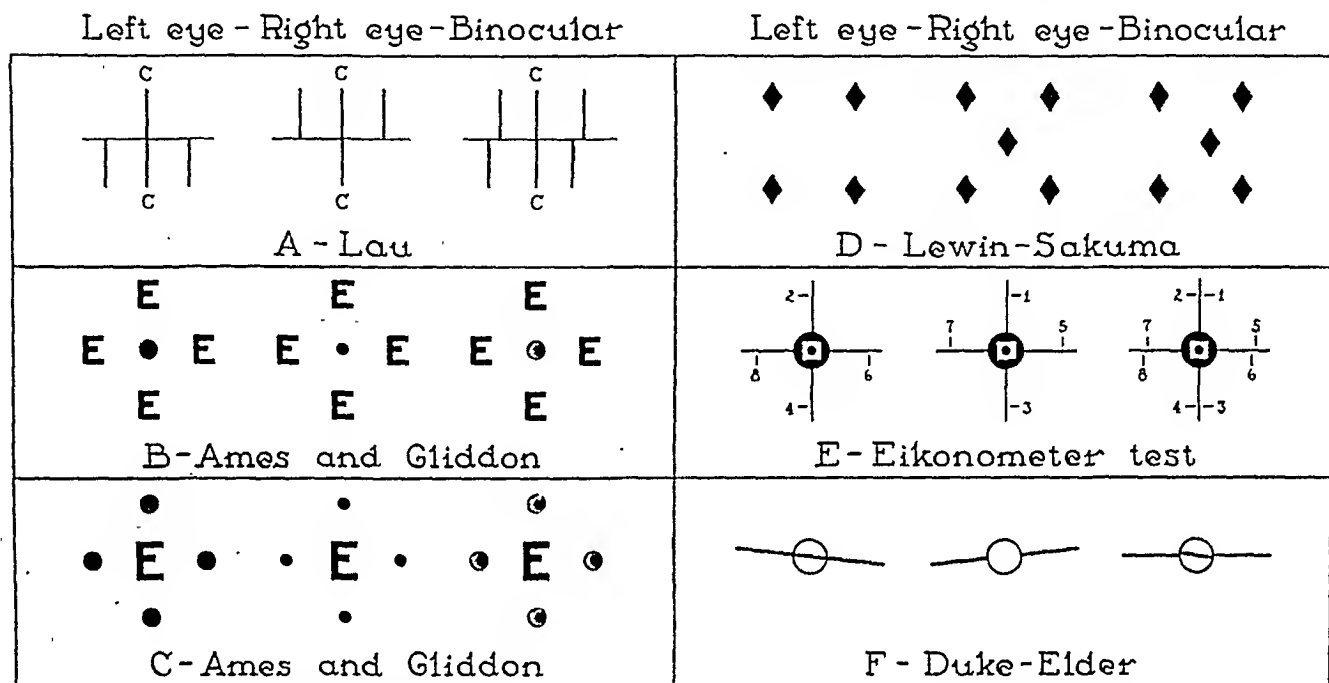 Left eye - Right eye - Binocular
Left eye - Right eye - Binocular
C C C
C C C
A - Lau
D - Lewin-Sakuma
E E E
E E E E E E
E E E
B - Ames and Gliddon
2 1 2 1
7 5 7 5
8 6 8 6
4 3 4 3
E - Eikonometer test
E E E
C - Ames and Gliddon
F - Duke-Elder